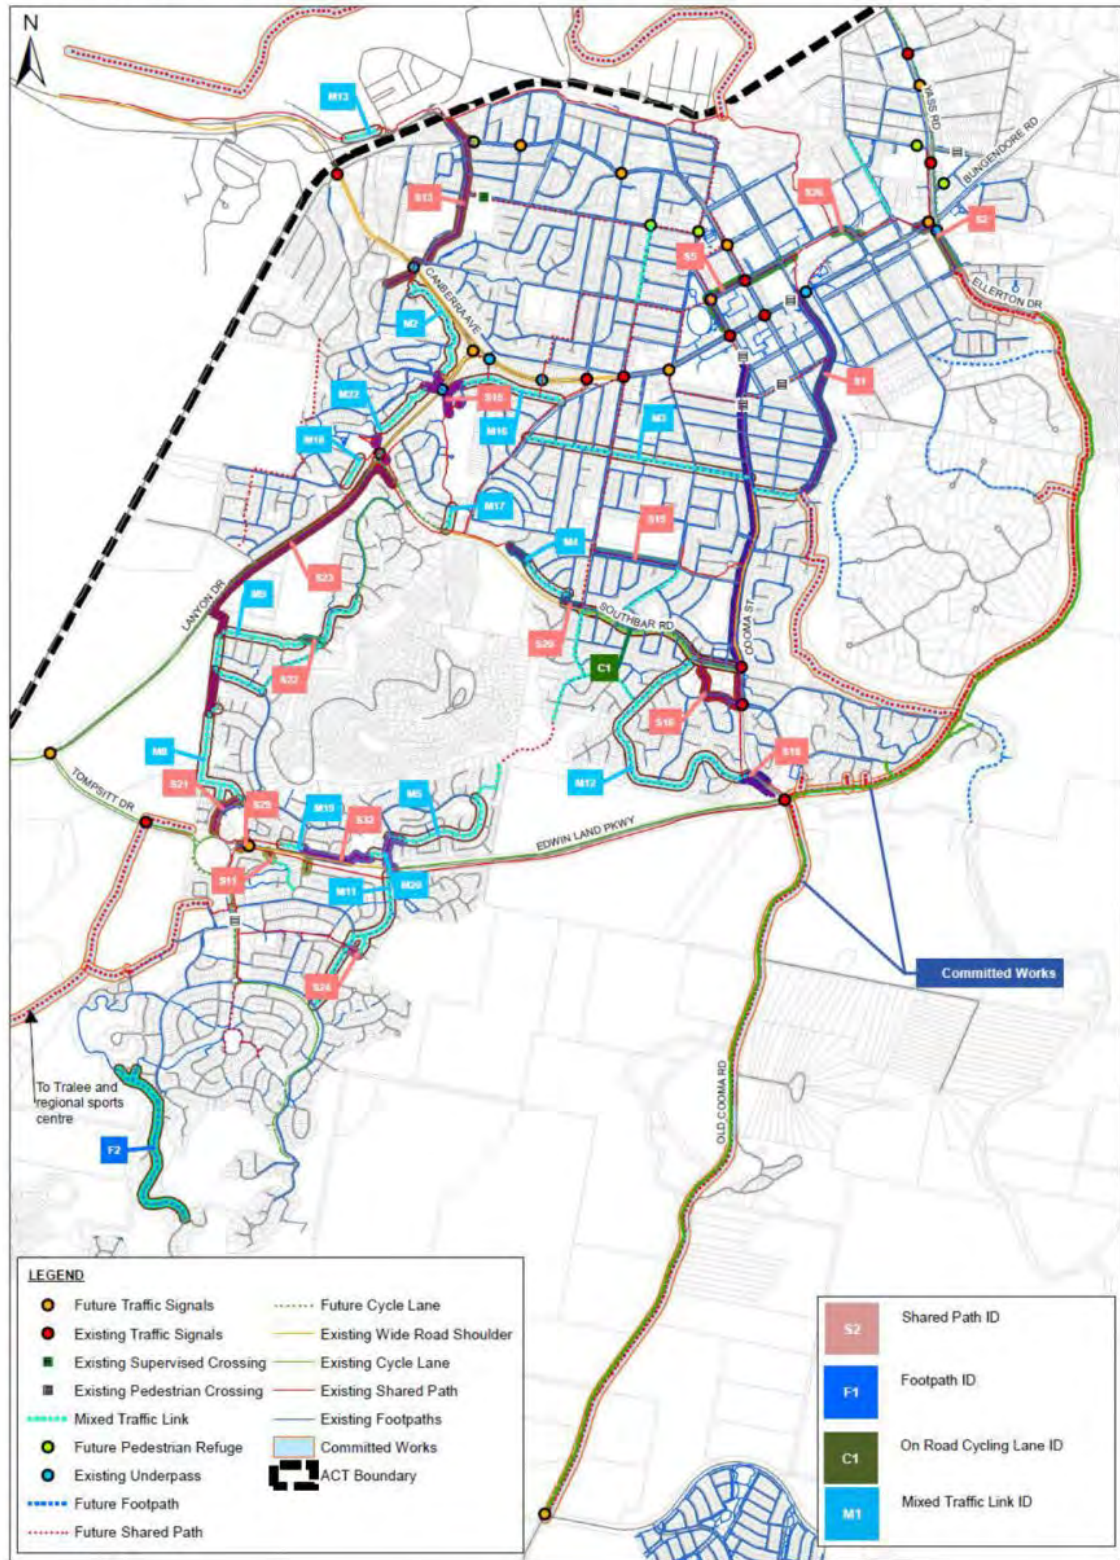 N
M13
YASS RD
BUNGENDORE RD
S13
S26
S2
S5
CANBERRA AVE
ELLERTON DR
M2
S1
M22
M16
M3
M18
M17
S15
M4
S23
LANYON DR
SOUTHBAR RD
COOMA ST
S20
C1
S22
M12
TOMPSITT DR
S21
S25
M15
S32
M5
EDWIN LAND PKWY
S11
M11
M20
S24
Committed Works
To Tralee and
regional sports
centre
F2
OLD COOMA RD
LEGEND
Future Traffic Signals
Existing Traffic Signals
Existing Supervised Crossing
Existing Pedestrian Crossing
Mixed Traffic Link
Future Pedestrian Refuge
Existing Underpass
Future Footpath
Future Shared Path
Future Cycle Lane
Existing Wide Road Shoulder
Existing Cycle Lane
Existing Shared Path
Existing Footpaths
Committed Works
ACT Boundary
S2
Shared Path ID
F1
Footpath ID
C1
On Road Cycling Lane ID
M1
Mixed Traffic Link ID